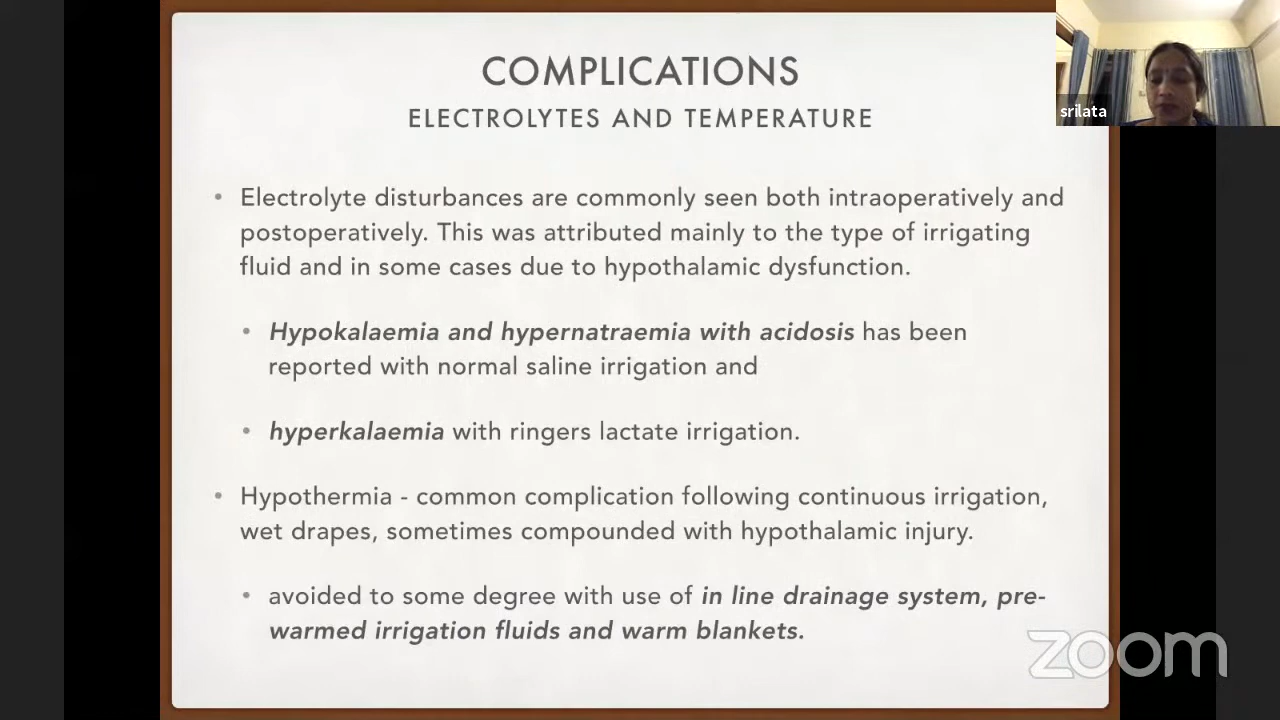 COMPLICATIONS
ELECTROLYTES AND TEMPERATURE
srilata
• Electrolyte disturbances are commonly seen both intraoperatively and
postoperatively. This was attributed mainly to the type of irrigating
fluid and in some cases due to hypothalamic dysfunction.
• Hypokalaemia and hypernatraemia with acidosis has been
reported with normal saline irrigation and
• hyperkalaemia with ringers lactate irrigation.
• Hypothermia - common complication following continuous irrigation,
wet drapes, sometimes compounded with hypothalamic injury.
• avoided to some degree with use of in line drainage system, pre-
warmed irrigation fluids and warm blankets.
zoom